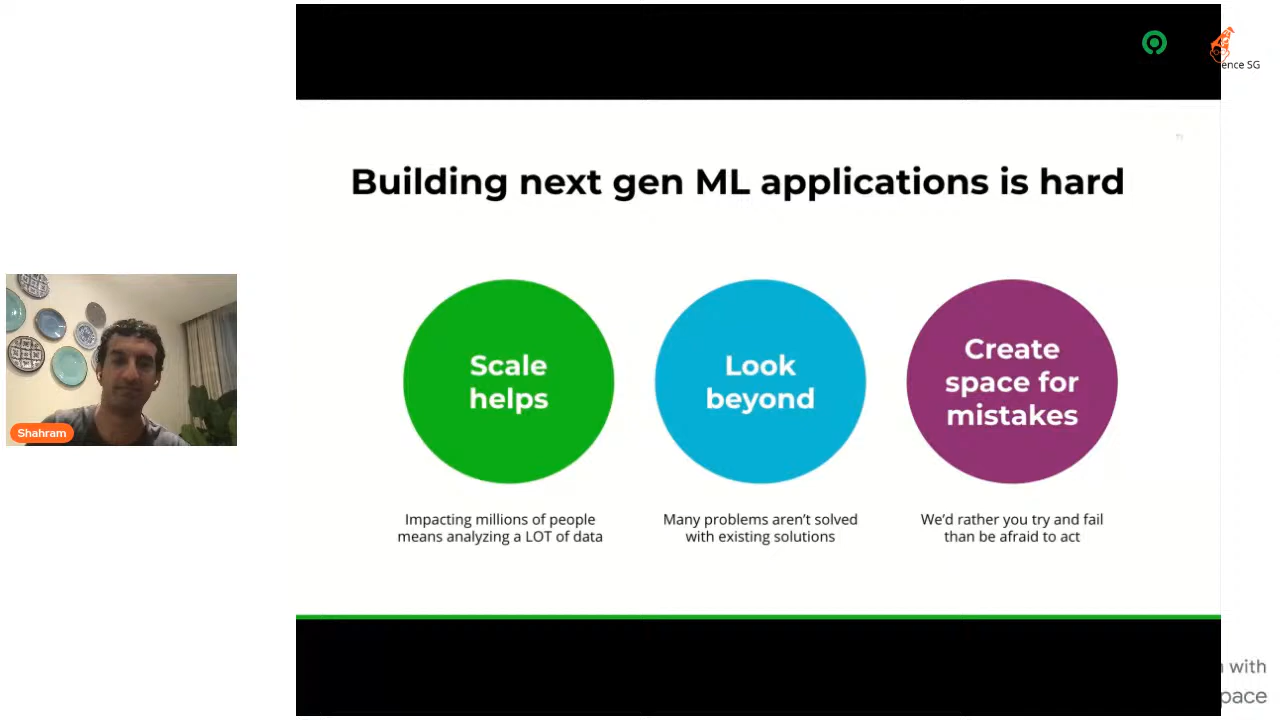 ence SG
Building next gen ML applications is hard
Scale
helps
Look
beyond
Create
space for
mistakes
Impacting millions of people
means analyzing a LOT of data
Many problems aren't solved
with existing solutions
We'd rather you try and fail
than be afraid to act
Shahram
with
pace